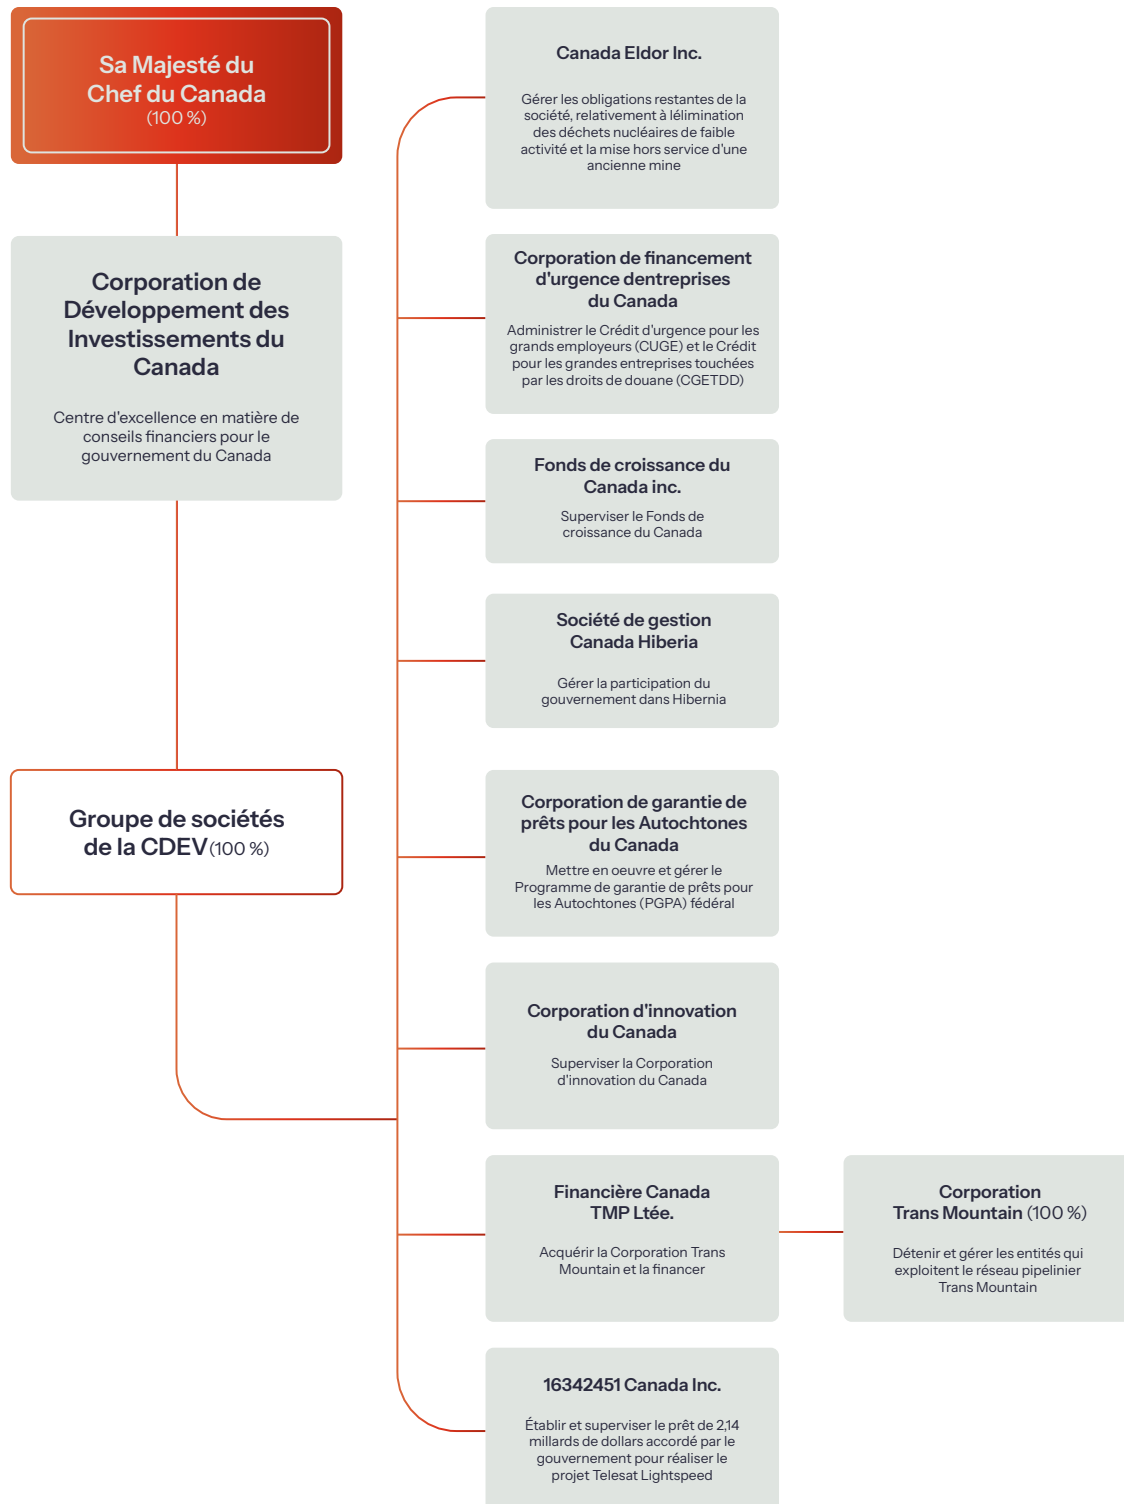 Sa Majesté du
Chef du Canada
(100 %)
Corporation de
Développement des
Investissements du
Canada
Centre d'excellence en matière de
conseils financiers pour le
gouvernement du Canada
Groupe de sociétés
de la CDEV(100 %)
Canada Eldor Inc.
Gérer les obligations restantes de la
société, relativement à lélimination
des déchets nucléaires de faible
activité et la mise hors service d'une
ancienne mine
Corporation de financement
d'urgence dentreprises
du Canada
Administrer le Crédit d'urgence pour les
grands employeurs (CUGE) et le Crédit
pour les grandes entreprises touchées
par les droits de douane (CGETDD)
Fonds de croissance du
Canada inc.
Superviser le Fonds de
croissance du Canada
Société de gestion
Canada Hiberia
Gérer la participation du
gouvernement dans Hibernia
Corporation de garantie de
prêts pour les Autochtones
du Canada
Mettre en oeuvre et gérer le
Programme de garantie de prêts pour
les Autochtones (PGPA) fédéral
Corporation d'innovation
du Canada
Superviser la Corporation
d'innovation du Canada
Financière Canada
TMP Ltée.
Acquérir la Corporation Trans
Mountain et la financer
Corporation
Trans Mountain (100 %)
Détenir et gérer les entités qui
exploitent le réseau pipelinier
Trans Mountain
16342451 Canada Inc.
Établir et superviser le prêt de 2,14
millards de dollars accordé par le
gouvernement pour réaliser le
projet Telesat Lightspeed